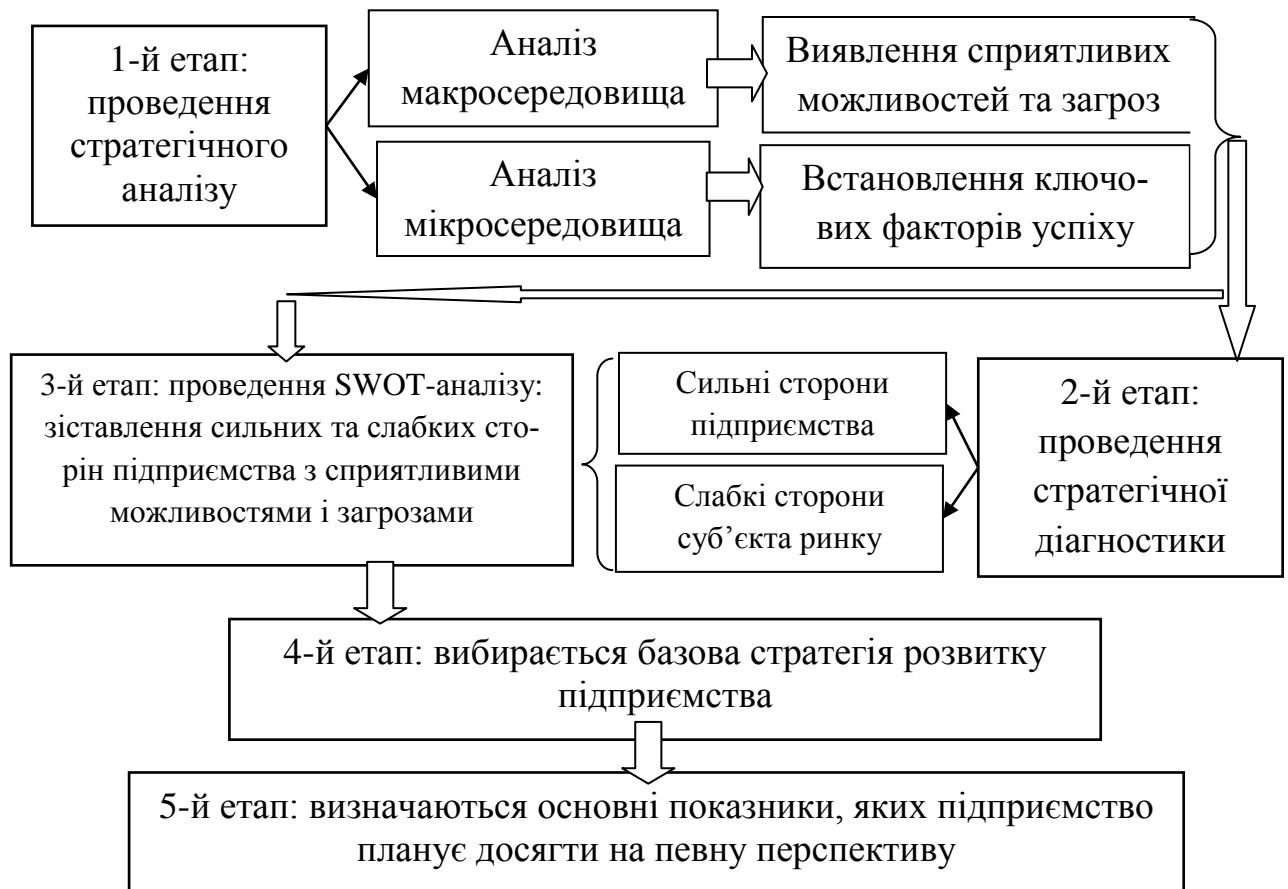 1-й етап:
проведення
стратегічного
аналізу
Аналіз
макросередовища
Виявлення сприятливих
можливостей та загроз
Аналіз
мікросередовища
Встановлення ключо-
вих факторів успіху
3-й етап: проведення SWOT-аналізу:
зіставлення сильних та слабких сто-
рін підприємства з сприятливими
можливостями і загрозами
Сильні сторони
підприємства
Слабкі сторони
суб’єкта ринку
2-й етап:
проведення
стратегічної
діагностики
4-й етап: вибирається базова стратегія розвитку
підприємства
5-й етап: визначаються основні показники, яких підприємство
планує досягти на певну перспективу